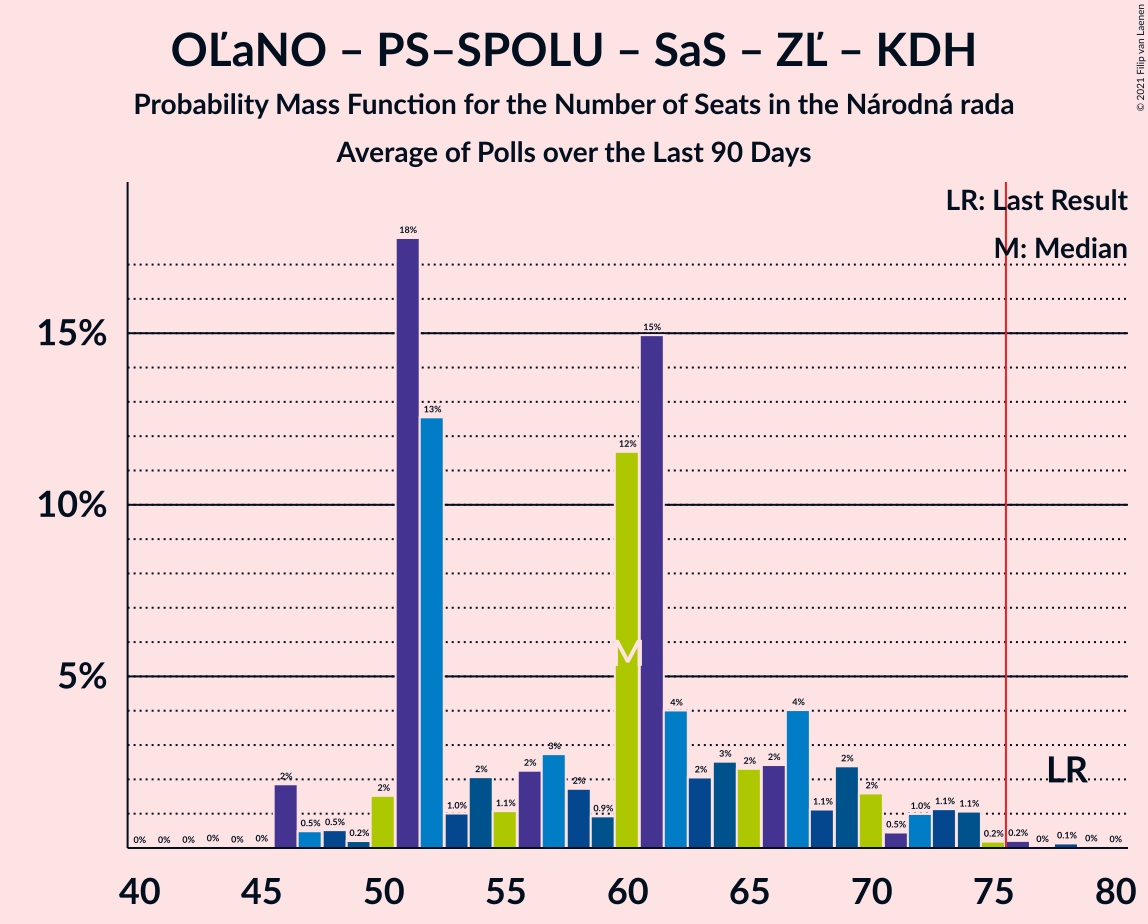 OĽaNO – PS–SPOLU – SaS – ZĽ – KDH
Probability Mass Function for the Number of Seats in the Národná rada
Average of Polls over the Last 90 Days
© 2021 Filip van Laenen
LR: Last Result
M: Median
15%
10%
5%
0% 0% 0% 0% 0% 0% 2% 0.5% 0.5% 0.2% 2% 18% 13% 1.0% 2% 1.1% 2% 3% 2% 0.9% 12% 15% 4% 2% 3% 2% 2% 4% 1.1% 2% 2% 0.5% 1.0% 1.1% 1.1% 0.2% 0.2% 0% 0.1% 0% 0%
M
LR
40 45 50 55 60 65 70 75 80